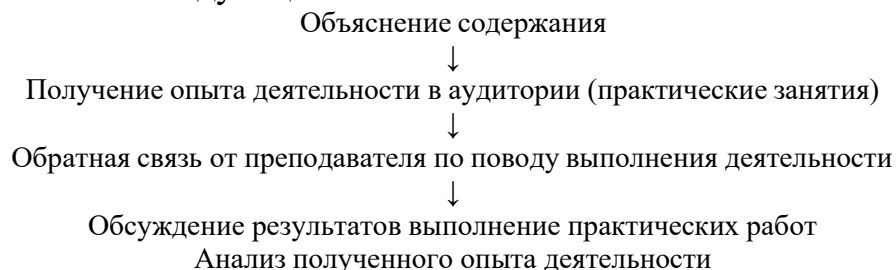 Объяснение содержания
↓
Получение опыта деятельности в аудитории (практические занятия)
↓
Обратная связь от преподавателя по поводу выполнения деятельности
↓
Обсуждение результатов выполнение практических работ
Анализ полученного опыта деятельности